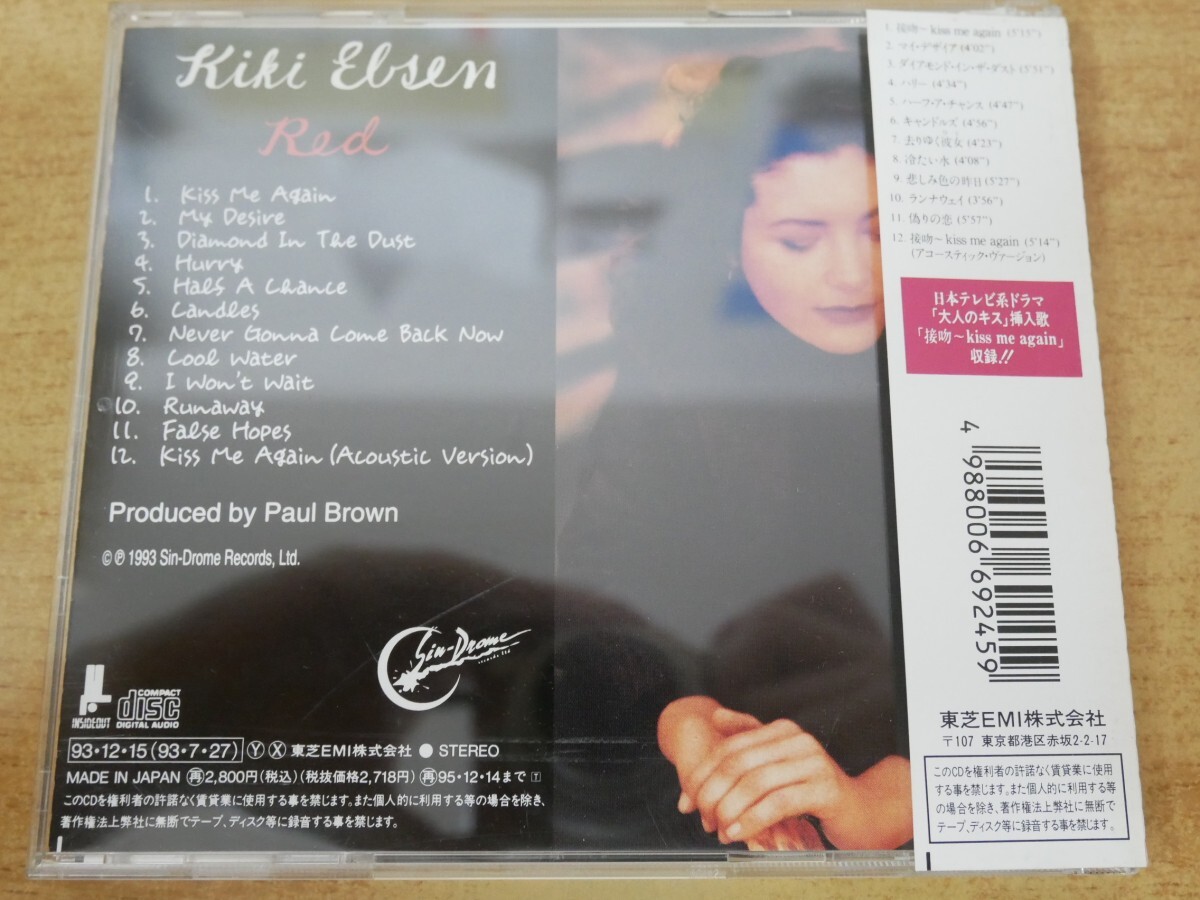 Kiki Ebsen
Red
1. Kiss Me Again
2. My Desire
3. Diamond In The Dust
4. Hurry
5. Half A Chance
6. Candles
7. Never Gonna Come Back Now
8. Cool Water
9. I Won't Wait
10. Runaway
11. False Hopes
12. Kiss Me Again (Acoustic Version)
Produced by Paul Brown
©℗ 1993 Sin-Drome Records, Ltd.
Sin-Drome
records ltd
INSIDEOUT
COMPACT
disc
DIGITAL AUDIO
93・12・15(93・7・27) Ⓨ Ⓧ 東芝EMI株式会社 ● STEREO
MADE IN JAPAN 再2,800円(税込)(税抜価格2,718円) 再95・12・14まで
このCDを権利者の許諾なく賃貸業に使用する事を禁じます。また個人的に利用する等の場合を除き、
著作権法上弊社に無断でテープ、ディスク等に録音する事を禁じます。
1. 接吻〜kiss me again (5'15")
2. マイ・デザイア (4'02")
3. ダイアモンド・イン・ザ・ダスト (5'51")
4. ハリー (4'34")
5. ハーフ・ア・チャンス (4'47")
6. キャンドルズ (4'56")
7. 去りゆく彼女 (4'23")
8. 冷たい水 (4'08")
9. 悲しみ色の昨日 (5'27")
10. ランナウェイ (3'56")
11. 偽りの恋 (5'57")
12. 接吻〜kiss me again (5'14")
(アコースティック・ヴァージョン)
日本テレビ系ドラマ
「大人のキス」挿入歌
「接吻〜kiss me again」
収録!!
4 988006 692459
東芝EMI株式会社
〒107 東京都港区赤坂2-2-17
このCDを権利者の許諾なく賃貸業に使用
する事を禁じます。また個人的に利用する等
の場合を除き、著作権法上弊社に無断で
テープ、ディスク等に録音する事を禁じます。